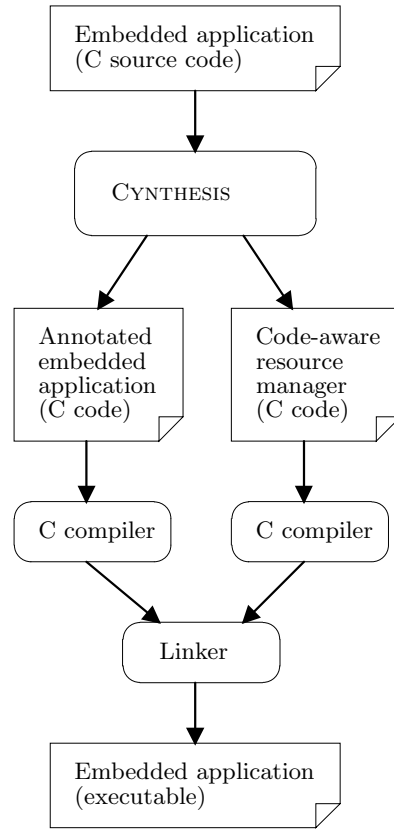 Embedded application
(C source code)
CYNTHESIS
Annotated
embedded
application
(C code)
Code-aware
resource
manager
(C code)
C compiler
C compiler
Linker
Embedded application
(executable)